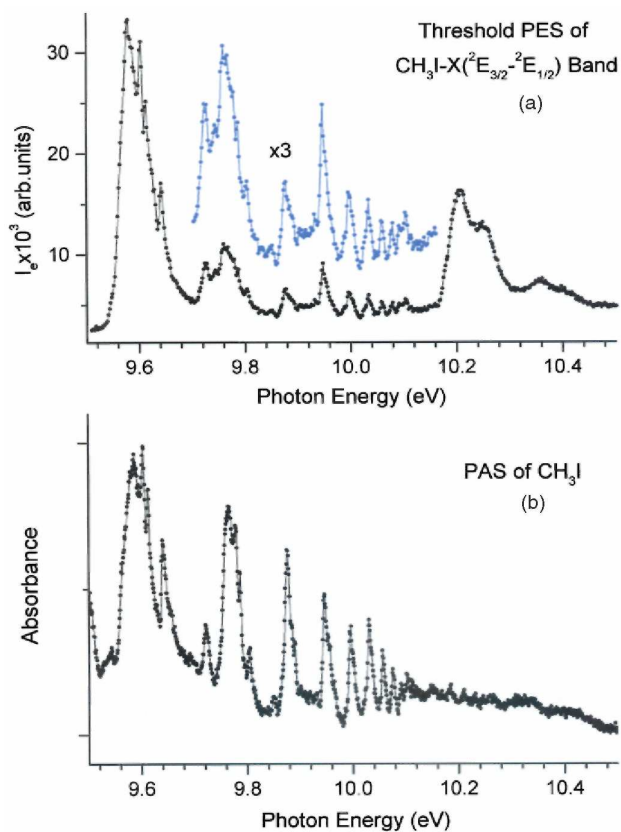 Threshold PES of
CH₃I-X(²E₃/₂-²E₁/₂) Band
(a)
x3
30
20
10
Iₑx10³ (arb.units)
9.6 9.8 10.0 10.2 10.4
Photon Energy (eV)
PAS of CH₃I
(b)
Absorbance
9.6 9.8 10.0 10.2 10.4
Photon Energy (eV)